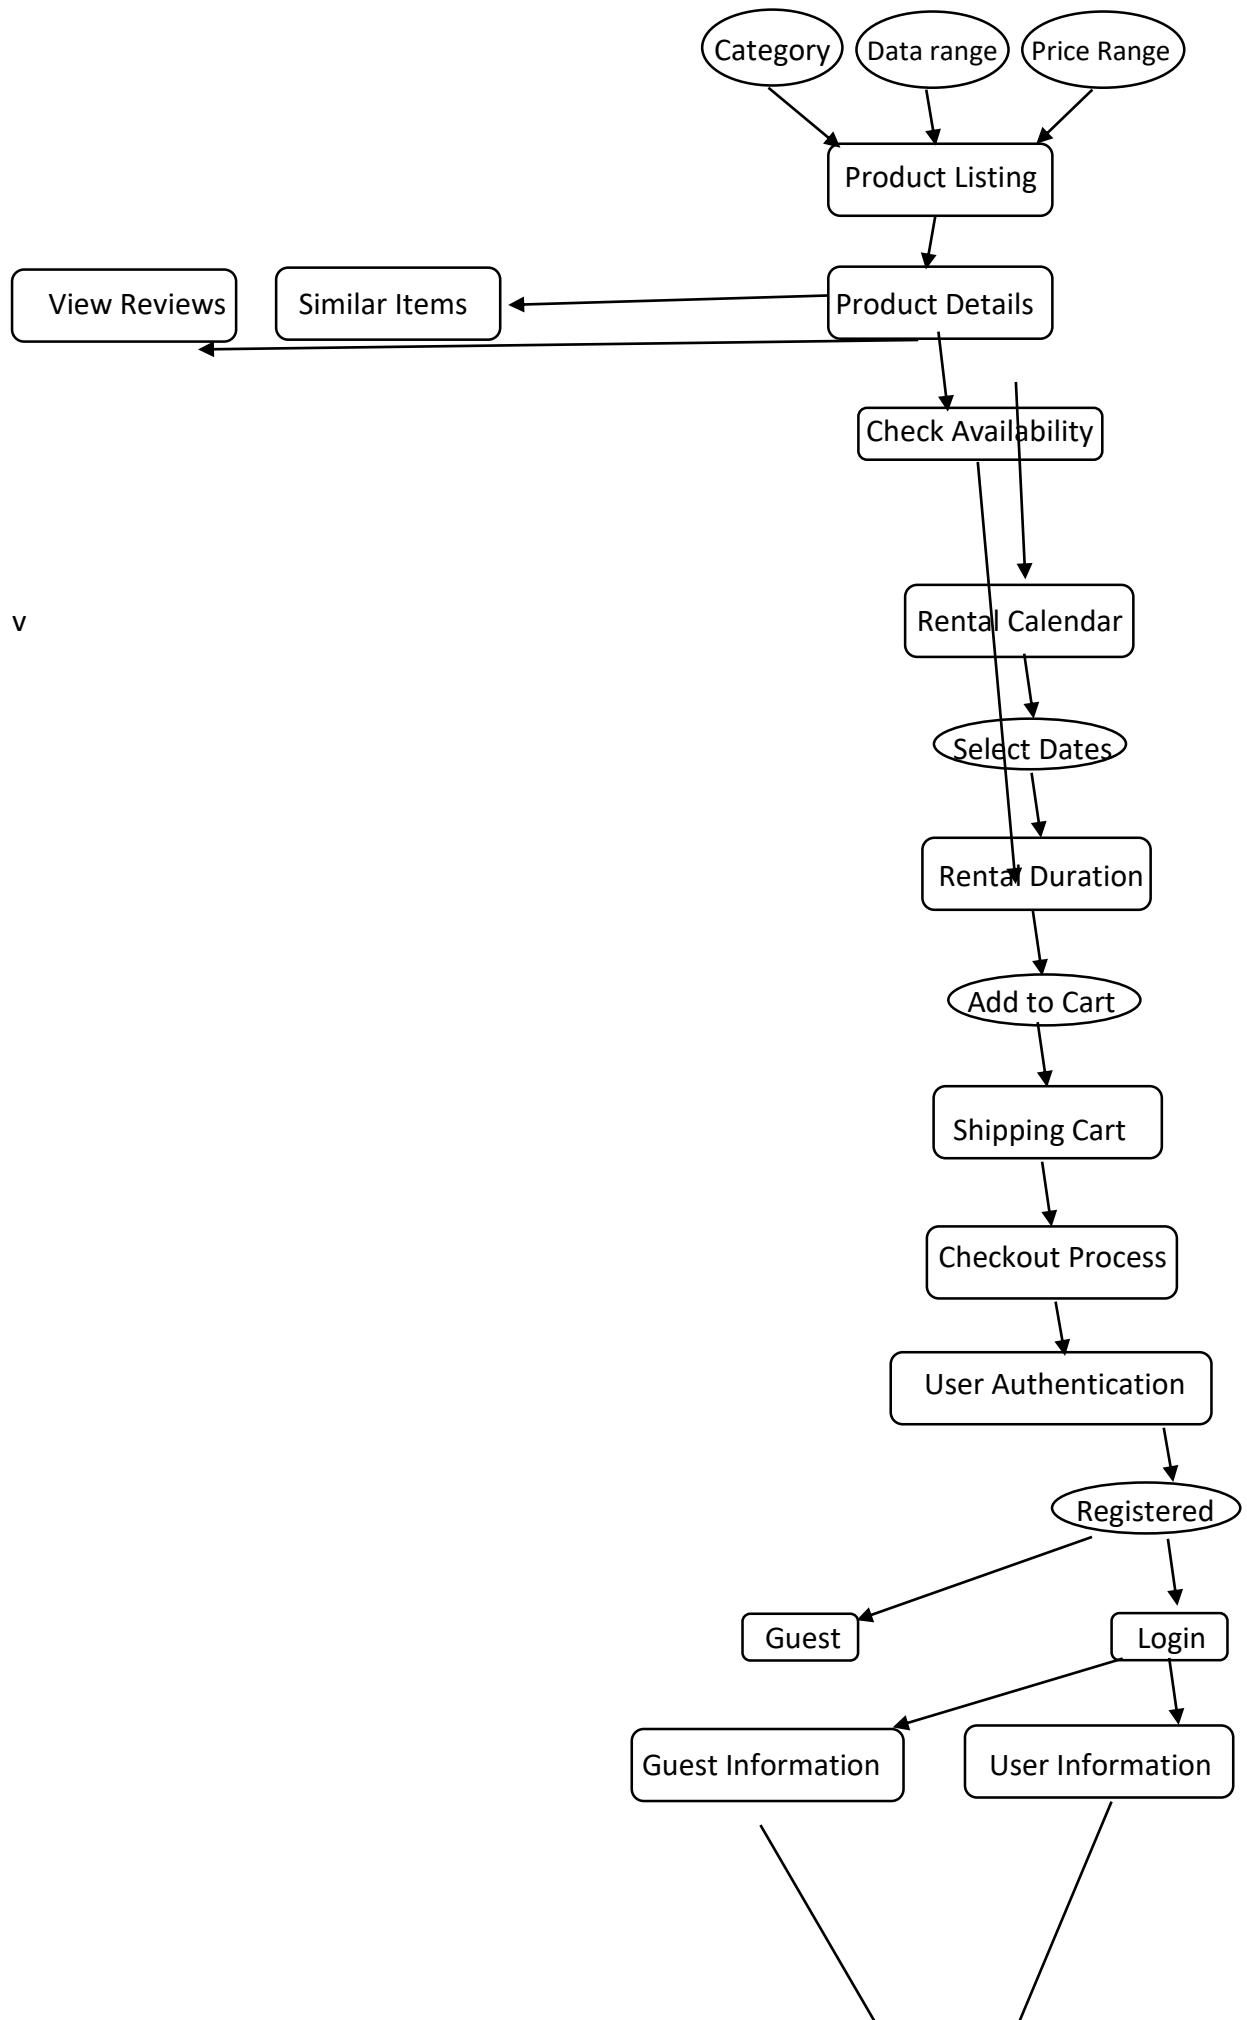 Category
Data range
Price Range
Product Listing
View Reviews
Similar Items
Product Details
Check Availability
v
Rental Calendar
Select Dates
Rental Duration
Add to Cart
Shipping Cart
Checkout Process
User Authentication
Registered
Guest
Login
Guest Information
User Information